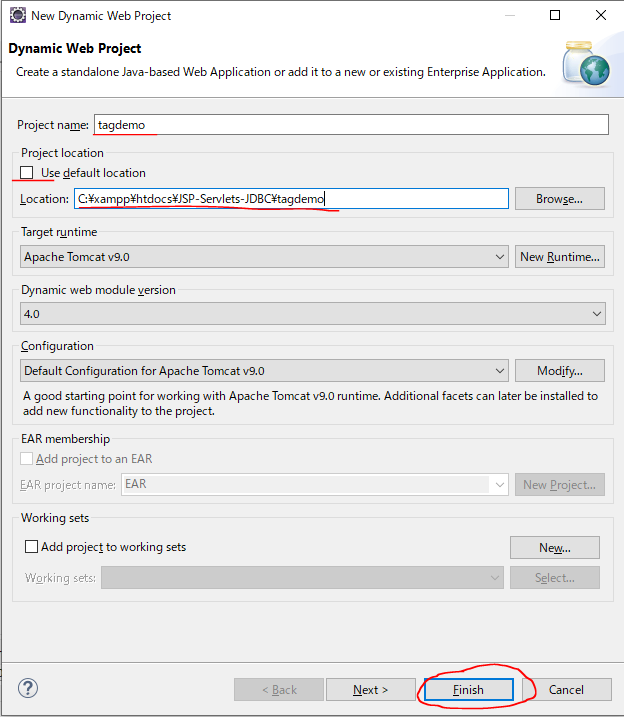 New Dynamic Web Project
Dynamic Web Project
Create a standalone Java-based Web Application or add it to a new or existing Enterprise Application.
Project name: tagdemo
Project location
Use default location
Location: C:¥xampp¥htdocs¥JSP-Servlets-JDBC¥tagdemo Browse...
Target runtime
Apache Tomcat v9.0 New Runtime...
Dynamic web module version
4.0
Configuration
Default Configuration for Apache Tomcat v9.0 Modify...
A good starting point for working with Apache Tomcat v9.0 runtime. Additional facets can later be installed to
add new functionality to the project.
EAR membership
Add project to an EAR
EAR project name: EAR New Project...
Working sets
Add project to working sets New...
Working sets: Select...
? < Back Next > Finish Cancel